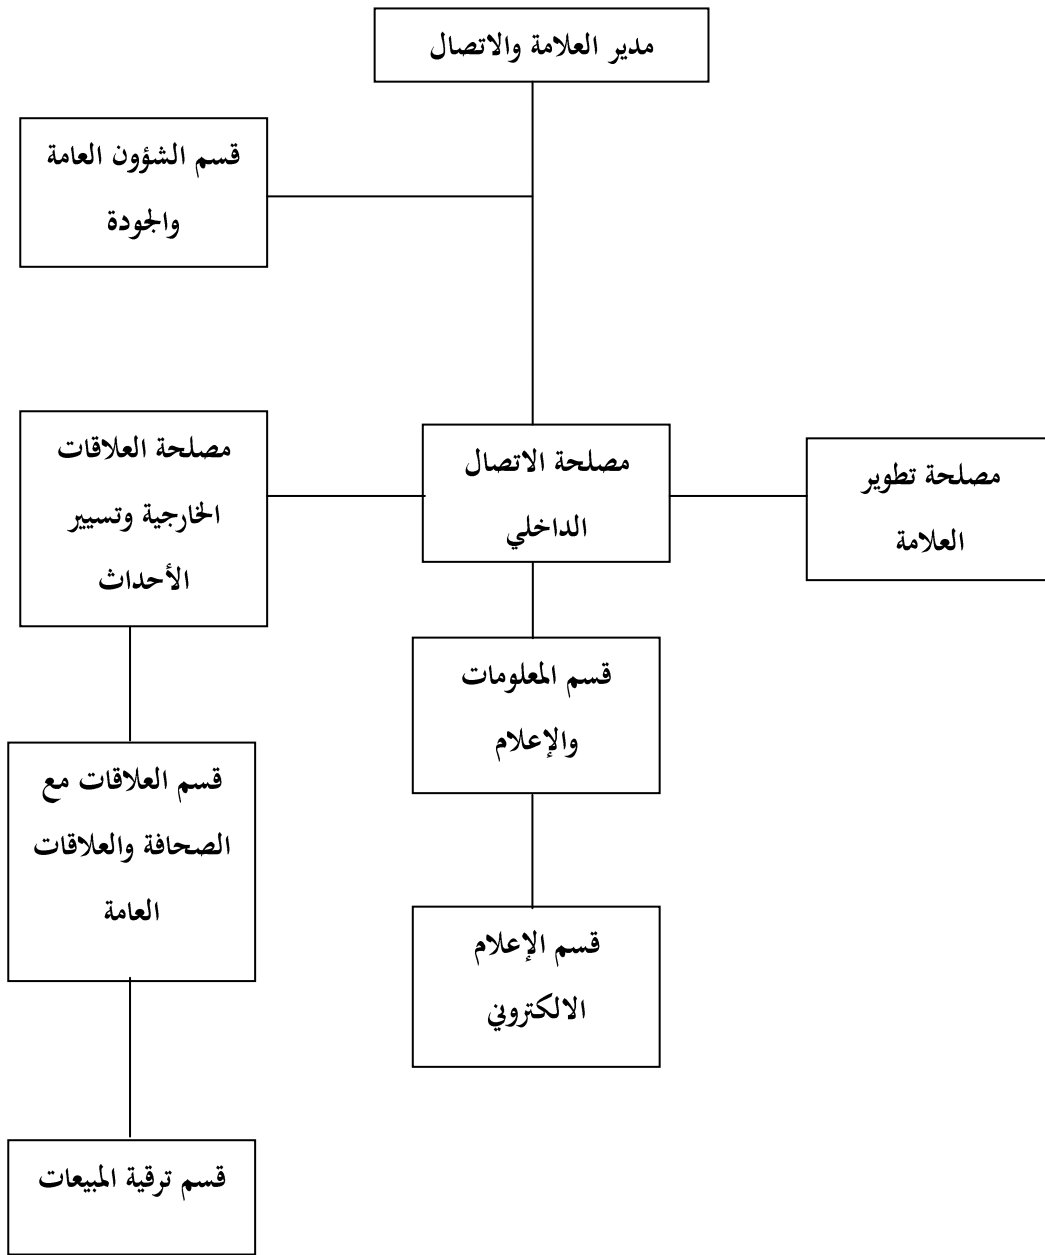 مدير العلامة والاتصال
قسم الشؤون العامة
والجودة
مصلحة تطوير
العلامة
مصلحة الاتصال
الداخلي
مصلحة العلاقات
الخارجية وتسيير
الأحداث
قسم المعلومات
والإعلام
قسم العلاقات مع
الصحافة والعلاقات
العامة
قسم الإعلام
الالكتروني
قسم ترقية المبيعات